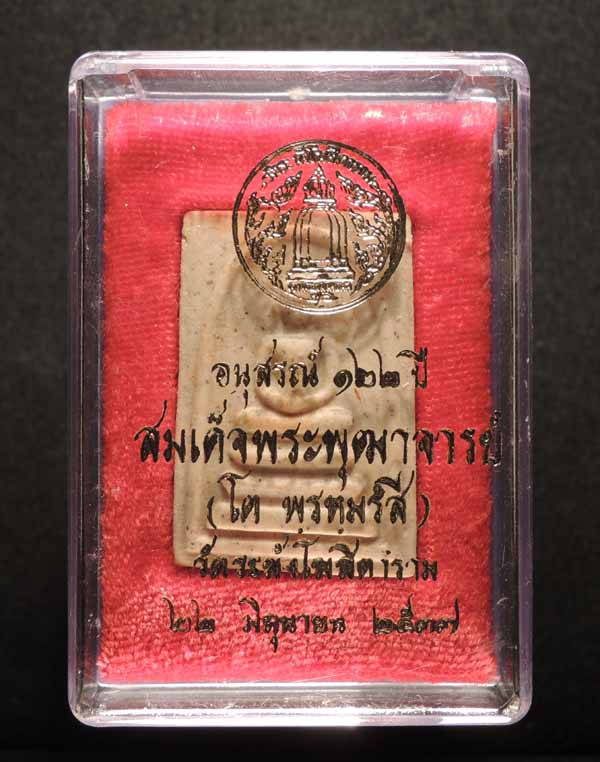 อนุสรณ์ ๑๒๒ ปี
สมเด็จพระพุฒาจารย์
(โต พฺรหฺมรํสี)
วัดระฆังโฆสิตาราม
๒๒ มิถุนายน ๒๕๓๗